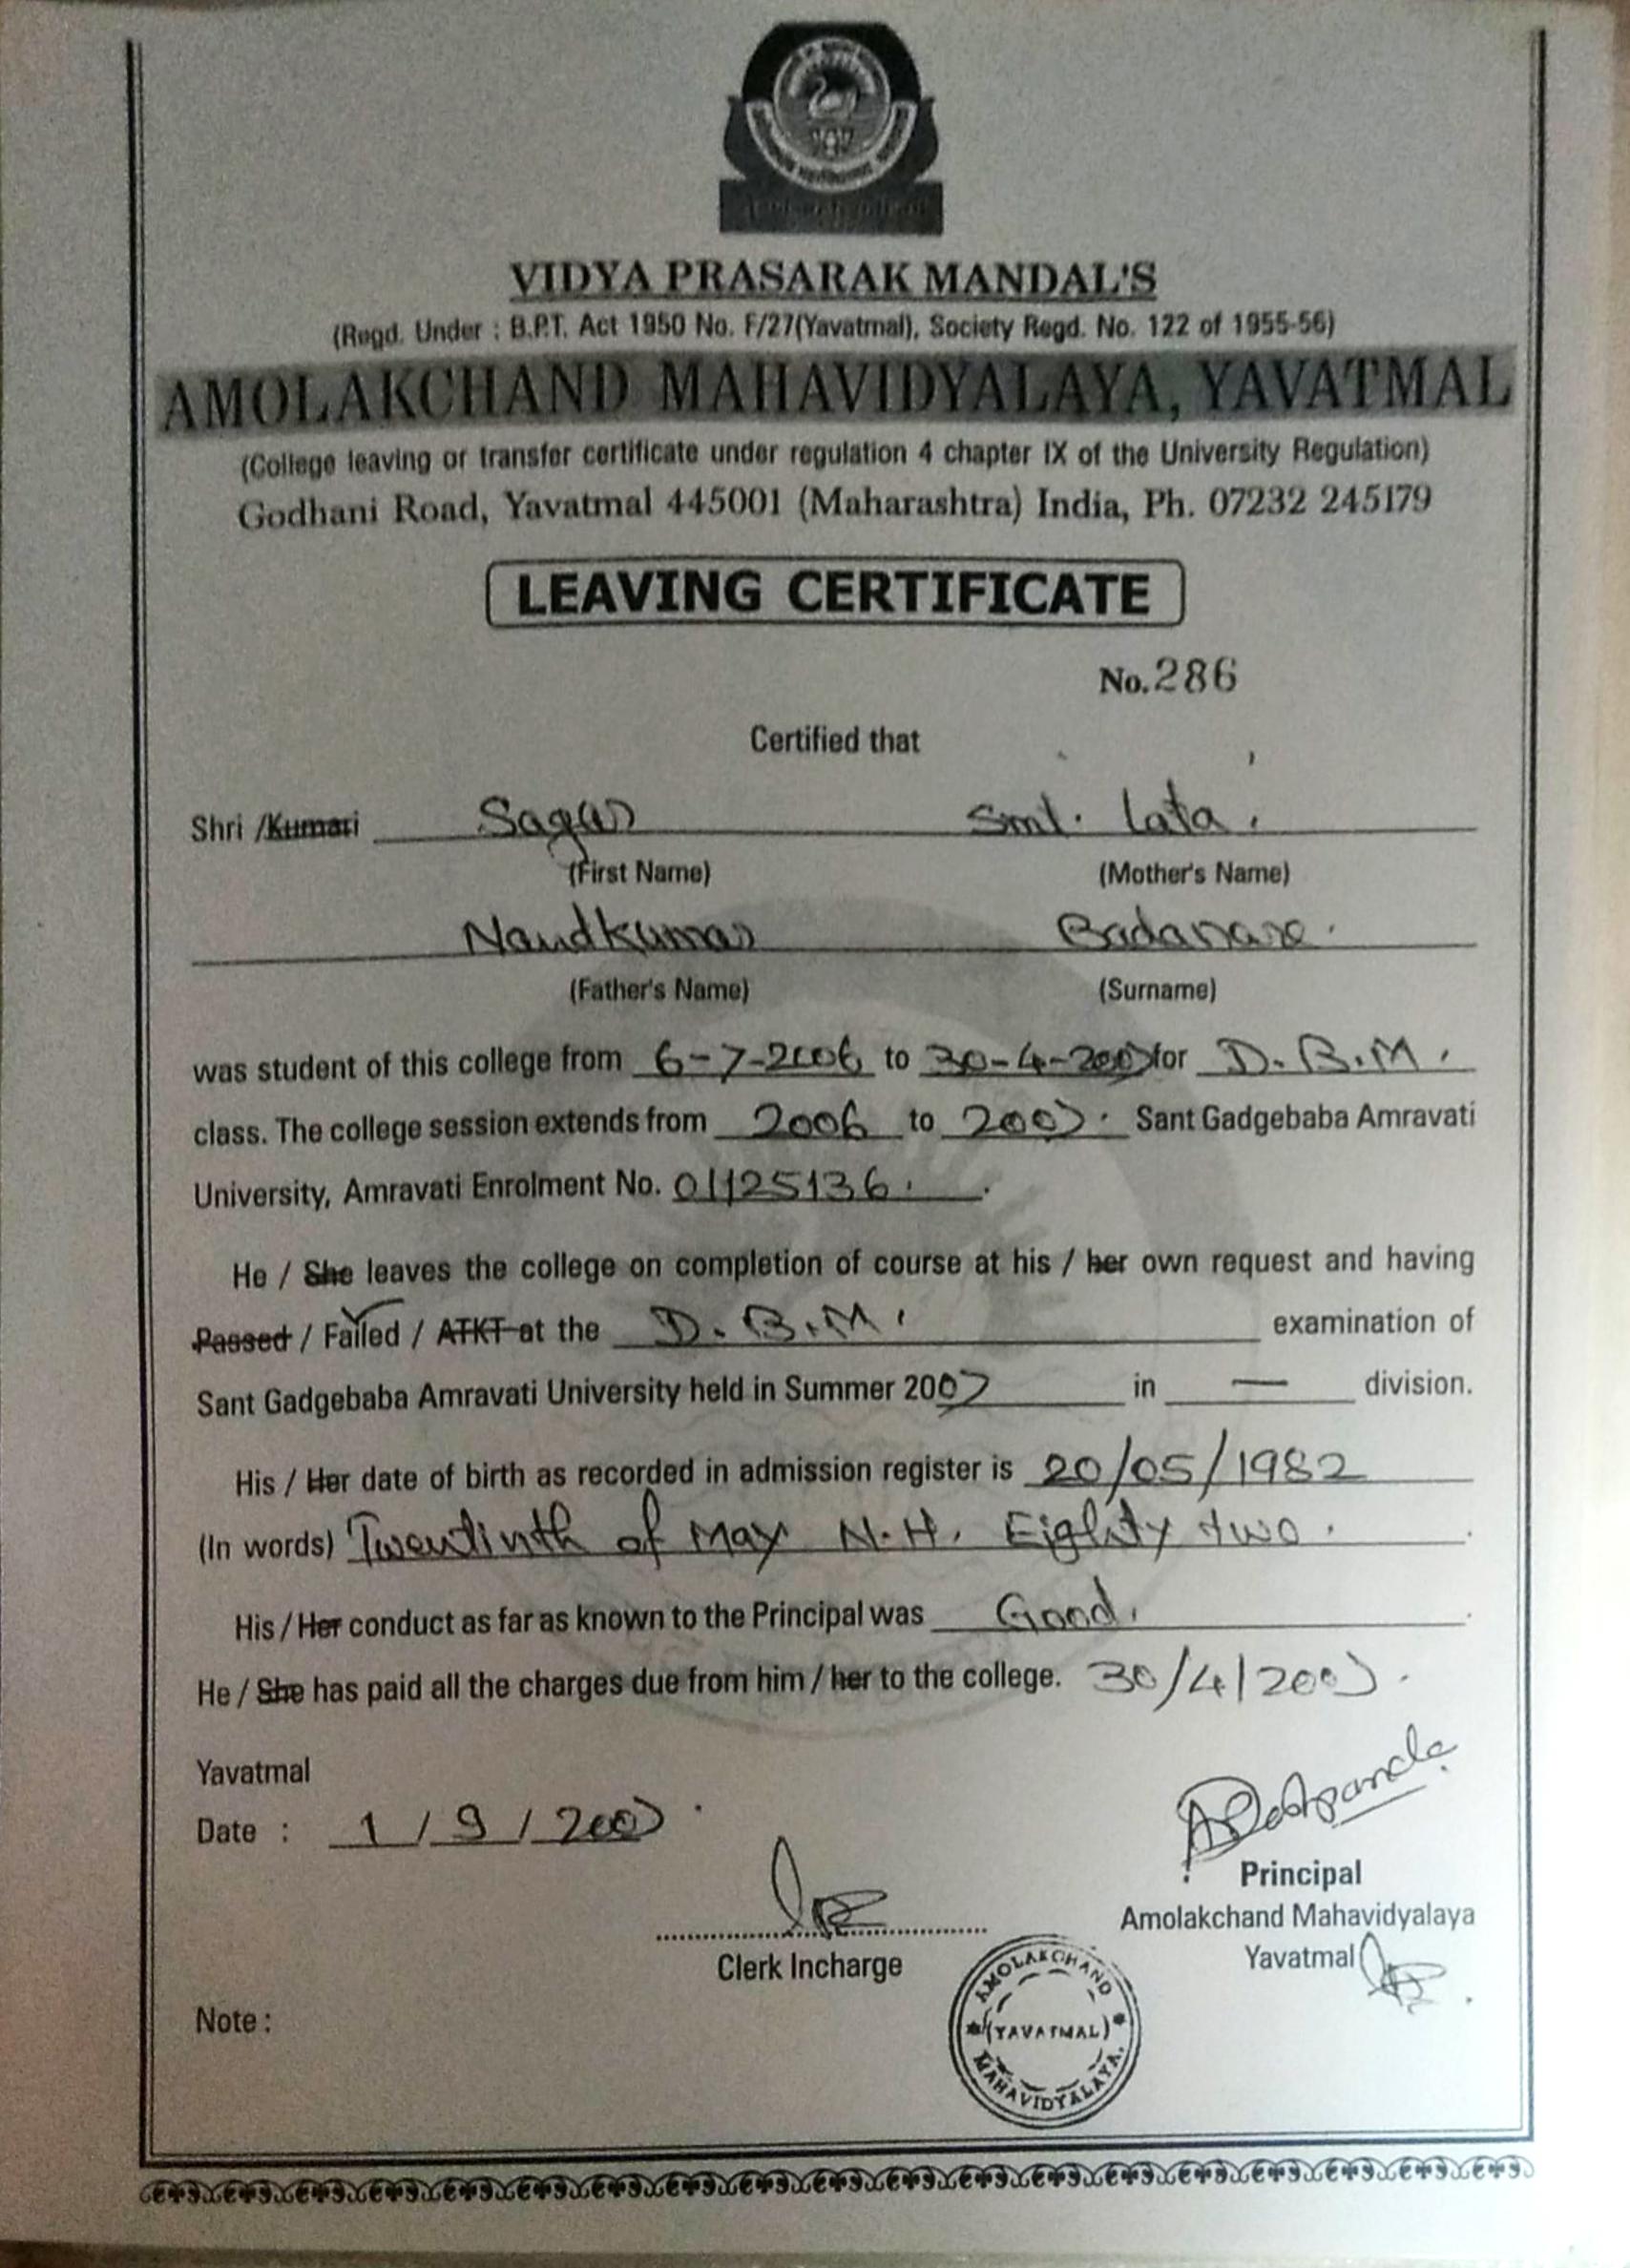 VIDYA PRASARAK MANDAL'S
(Regd. Under : B.P.T. Act 1950 No. F/27(Yavatmal), Society Regd. No. 122 of 1955-56)
AMOLAKCHAND MAHAVIDYALAYA, YAVATMAL
(College leaving or transfer certificate under regulation 4 chapter IX of the University Regulation)
Godhani Road, Yavatmal 445001 (Maharashtra) India, Ph. 07232 245179
LEAVING CERTIFICATE
No. 286
Certified that
Shri / Kumari Sagar Smt. Lata.
(First Name) (Mother's Name)
Nandkumar Badanare.
(Father's Name) (Surname)
was student of this college from 6-7-2006 to 30-4-2007 for D.B.M.
class. The college session extends from 2006 to 2007. Sant Gadgebaba Amravati
University, Amravati Enrolment No. 01125136.
He / She leaves the college on completion of course at his / her own request and having
Passed / Failed / ATKT at the D.B.M. examination of
Sant Gadgebaba Amravati University held in Summer 2007 in — division.
His / Her date of birth as recorded in admission register is 20/05/1982
(In words) Twentinth of May N.H. Eighty two.
His / Her conduct as far as known to the Principal was Good.
He / She has paid all the charges due from him / her to the college. 30/4/2007.
Yavatmal
Date : 1 / 9 / 2007.
Principal
Amolakchand Mahavidyalaya
Yavatmal
Clerk Incharge
AMOLAKCHAND
(YAVATMAL)
MAHAVIDYALAYA.
Note :